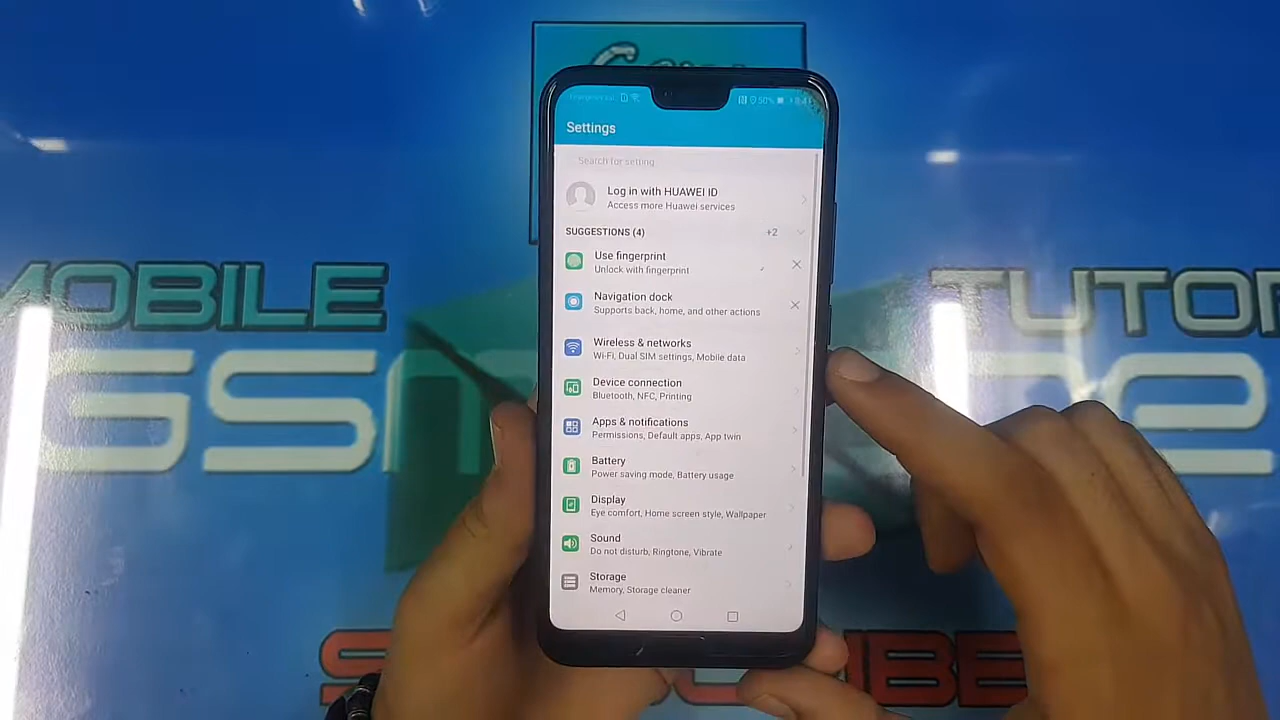 50%
Settings
Search for setting
Log in with HUAWEI ID
Access more Huawei services
SUGGESTIONS (4) +2
Use fingerprint
Unlock with fingerprint
Navigation dock
Supports back, home, and other actions
Wireless & networks
Wi-Fi, Dual SIM settings, Mobile data
Device connection
Bluetooth, NFC, Printing
Apps & notifications
Permissions, Default apps, App twin
Battery
Power saving mode, Battery usage
Display
Eye comfort, Home screen style, Wallpaper
Sound
Do not disturb, Ringtone, Vibrate
Storage
Memory, Storage cleaner
MOBILE TUTOR
GSM